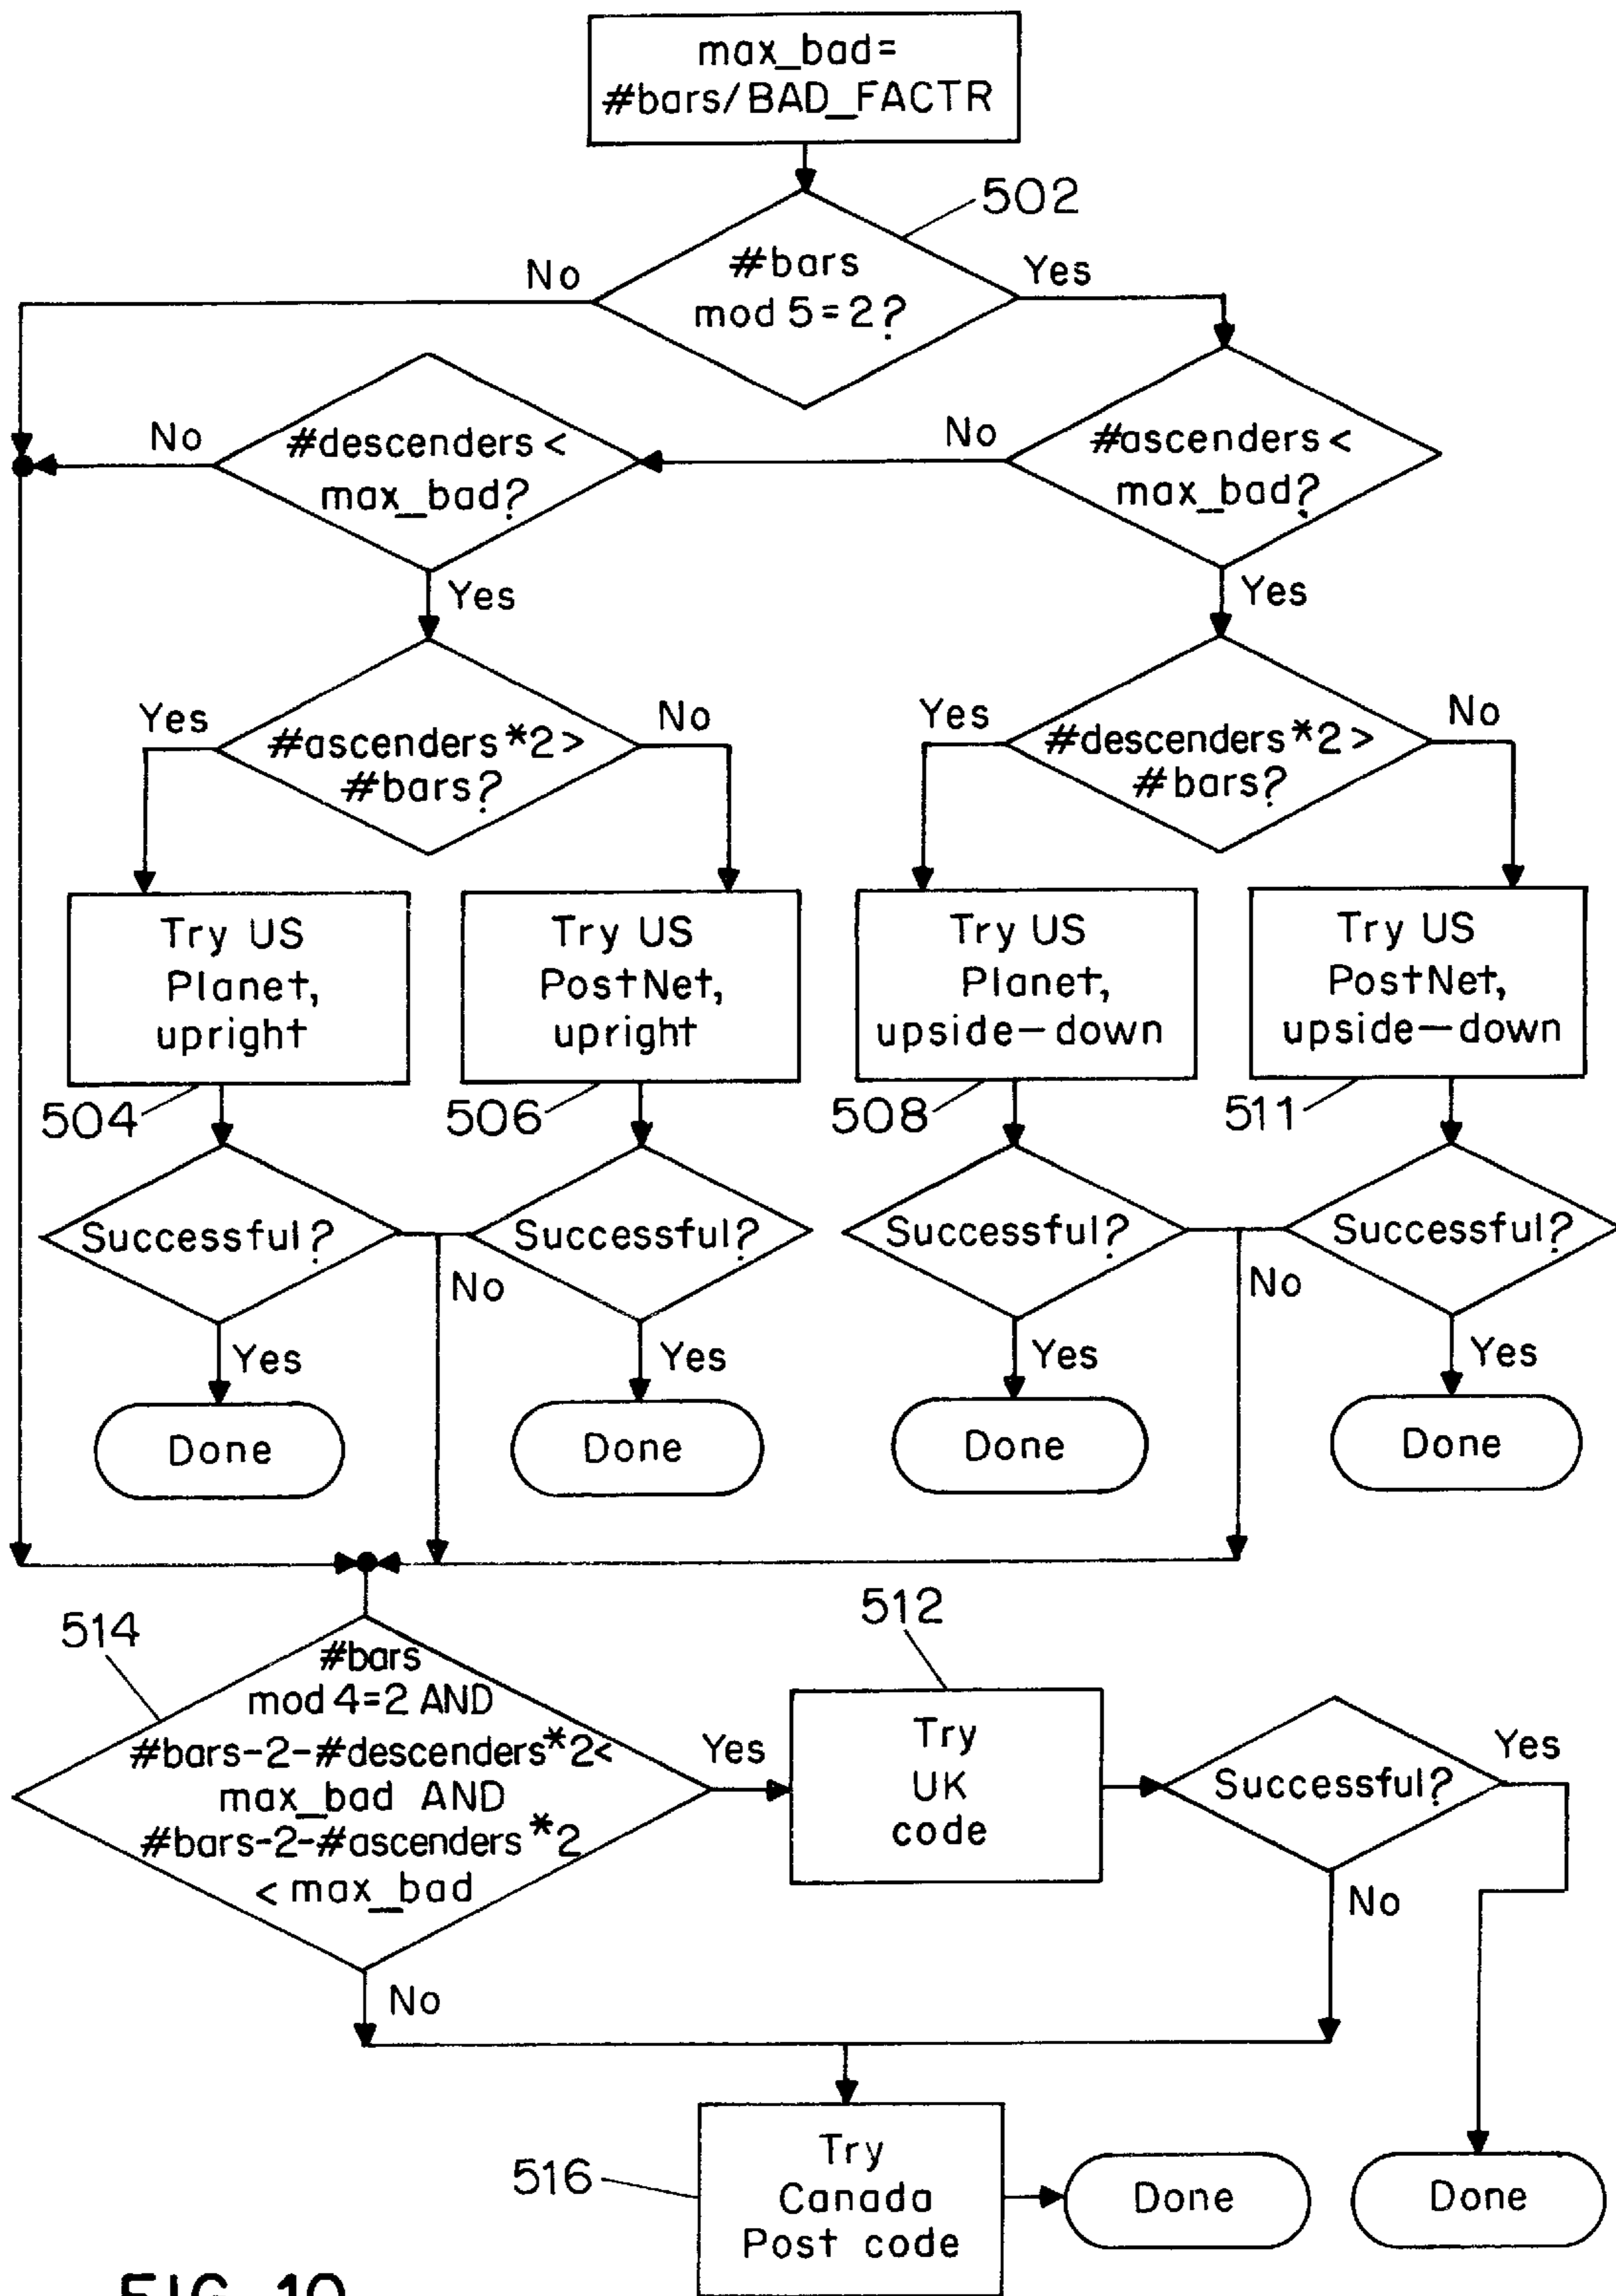 max_bad=
#bars/BAD_FACTR
502
#bars
mod 5=2?
No
Yes
#descenders <
max_bad?
No
No
#ascenders <
max_bad?
Yes
Yes
#ascenders*2>
#bars?
Yes
No
#descenders*2>
#bars?
Yes
No
Try US
Planet,
upright
Try US
PostNet,
upright
Try US
Planet,
upside-down
Try US
PostNet,
upside-down
504
506
508
511
Successful?
Successful?
Successful?
Successful?
No
No
Yes
Yes
Yes
Yes
Done
Done
Done
Done
514
512
#bars
mod 4=2 AND
#bars-2-#descenders*2<
max_bad AND
#bars-2-#ascenders*2
< max_bad
Yes
Try
UK
code
Successful?
Yes
No
No
516
Try
Canada
Post code
Done
Done
FIG. 10